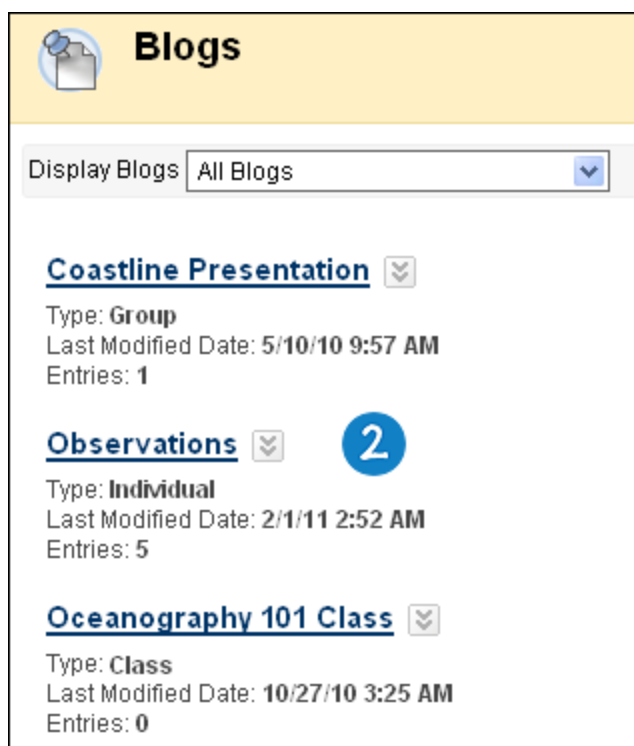 Blogs
Display Blogs All Blogs
Coastline Presentation
Type: Group
Last Modified Date: 5/10/10 9:57 AM
Entries: 1
Observations 2
Type: Individual
Last Modified Date: 2/1/11 2:52 AM
Entries: 5
Oceanography 101 Class
Type: Class
Last Modified Date: 10/27/10 3:25 AM
Entries: 0